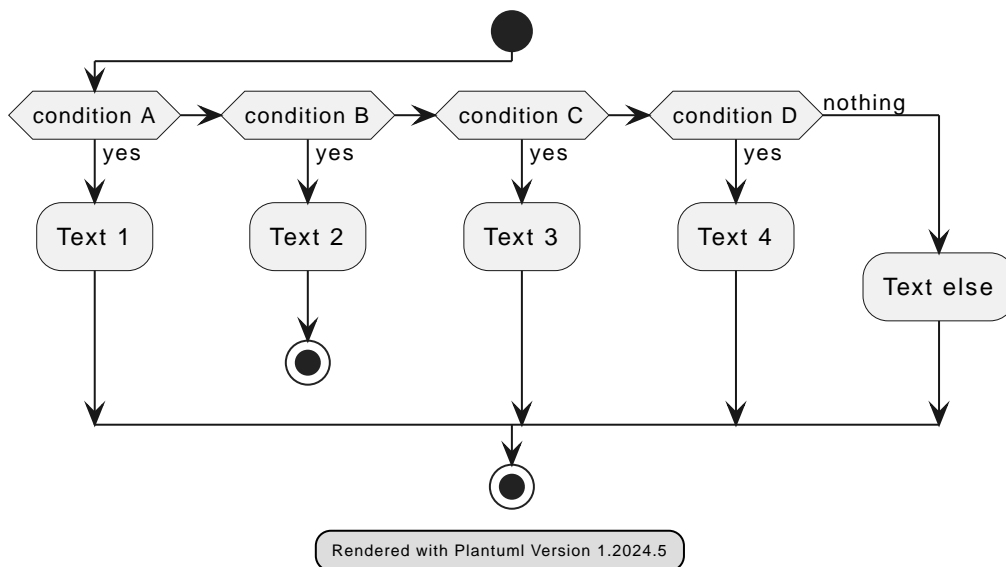 condition A
condition B
condition C
condition D
nothing
yes
yes
yes
yes
Text 1
Text 2
Text 3
Text 4
Text else
Rendered with Plantuml Version 1.2024.5